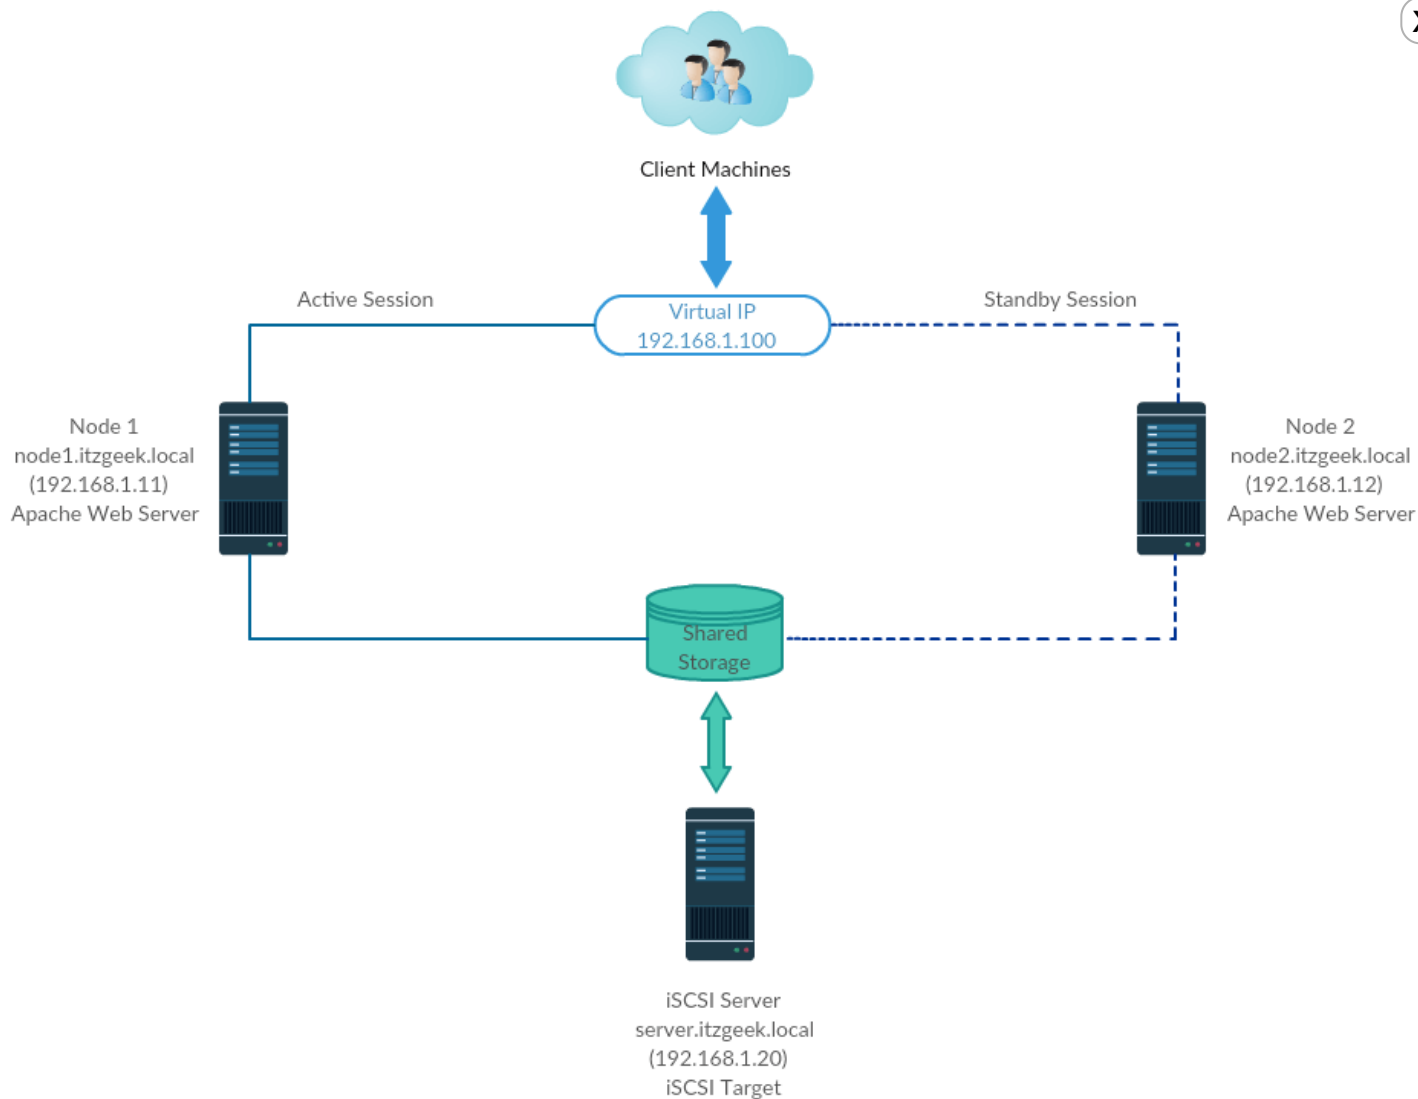 Client Machines
Active Session
Virtual IP
192.168.1.100
Standby Session
Node 1
node1.itzgeek.local
(192.168.1.11)
Apache Web Server
Node 2
node2.itzgeek.local
(192.168.1.12)
Apache Web Server
Shared
Storage
iSCSI Server
server.itzgeek.local
(192.168.1.20)
iSCSI Target